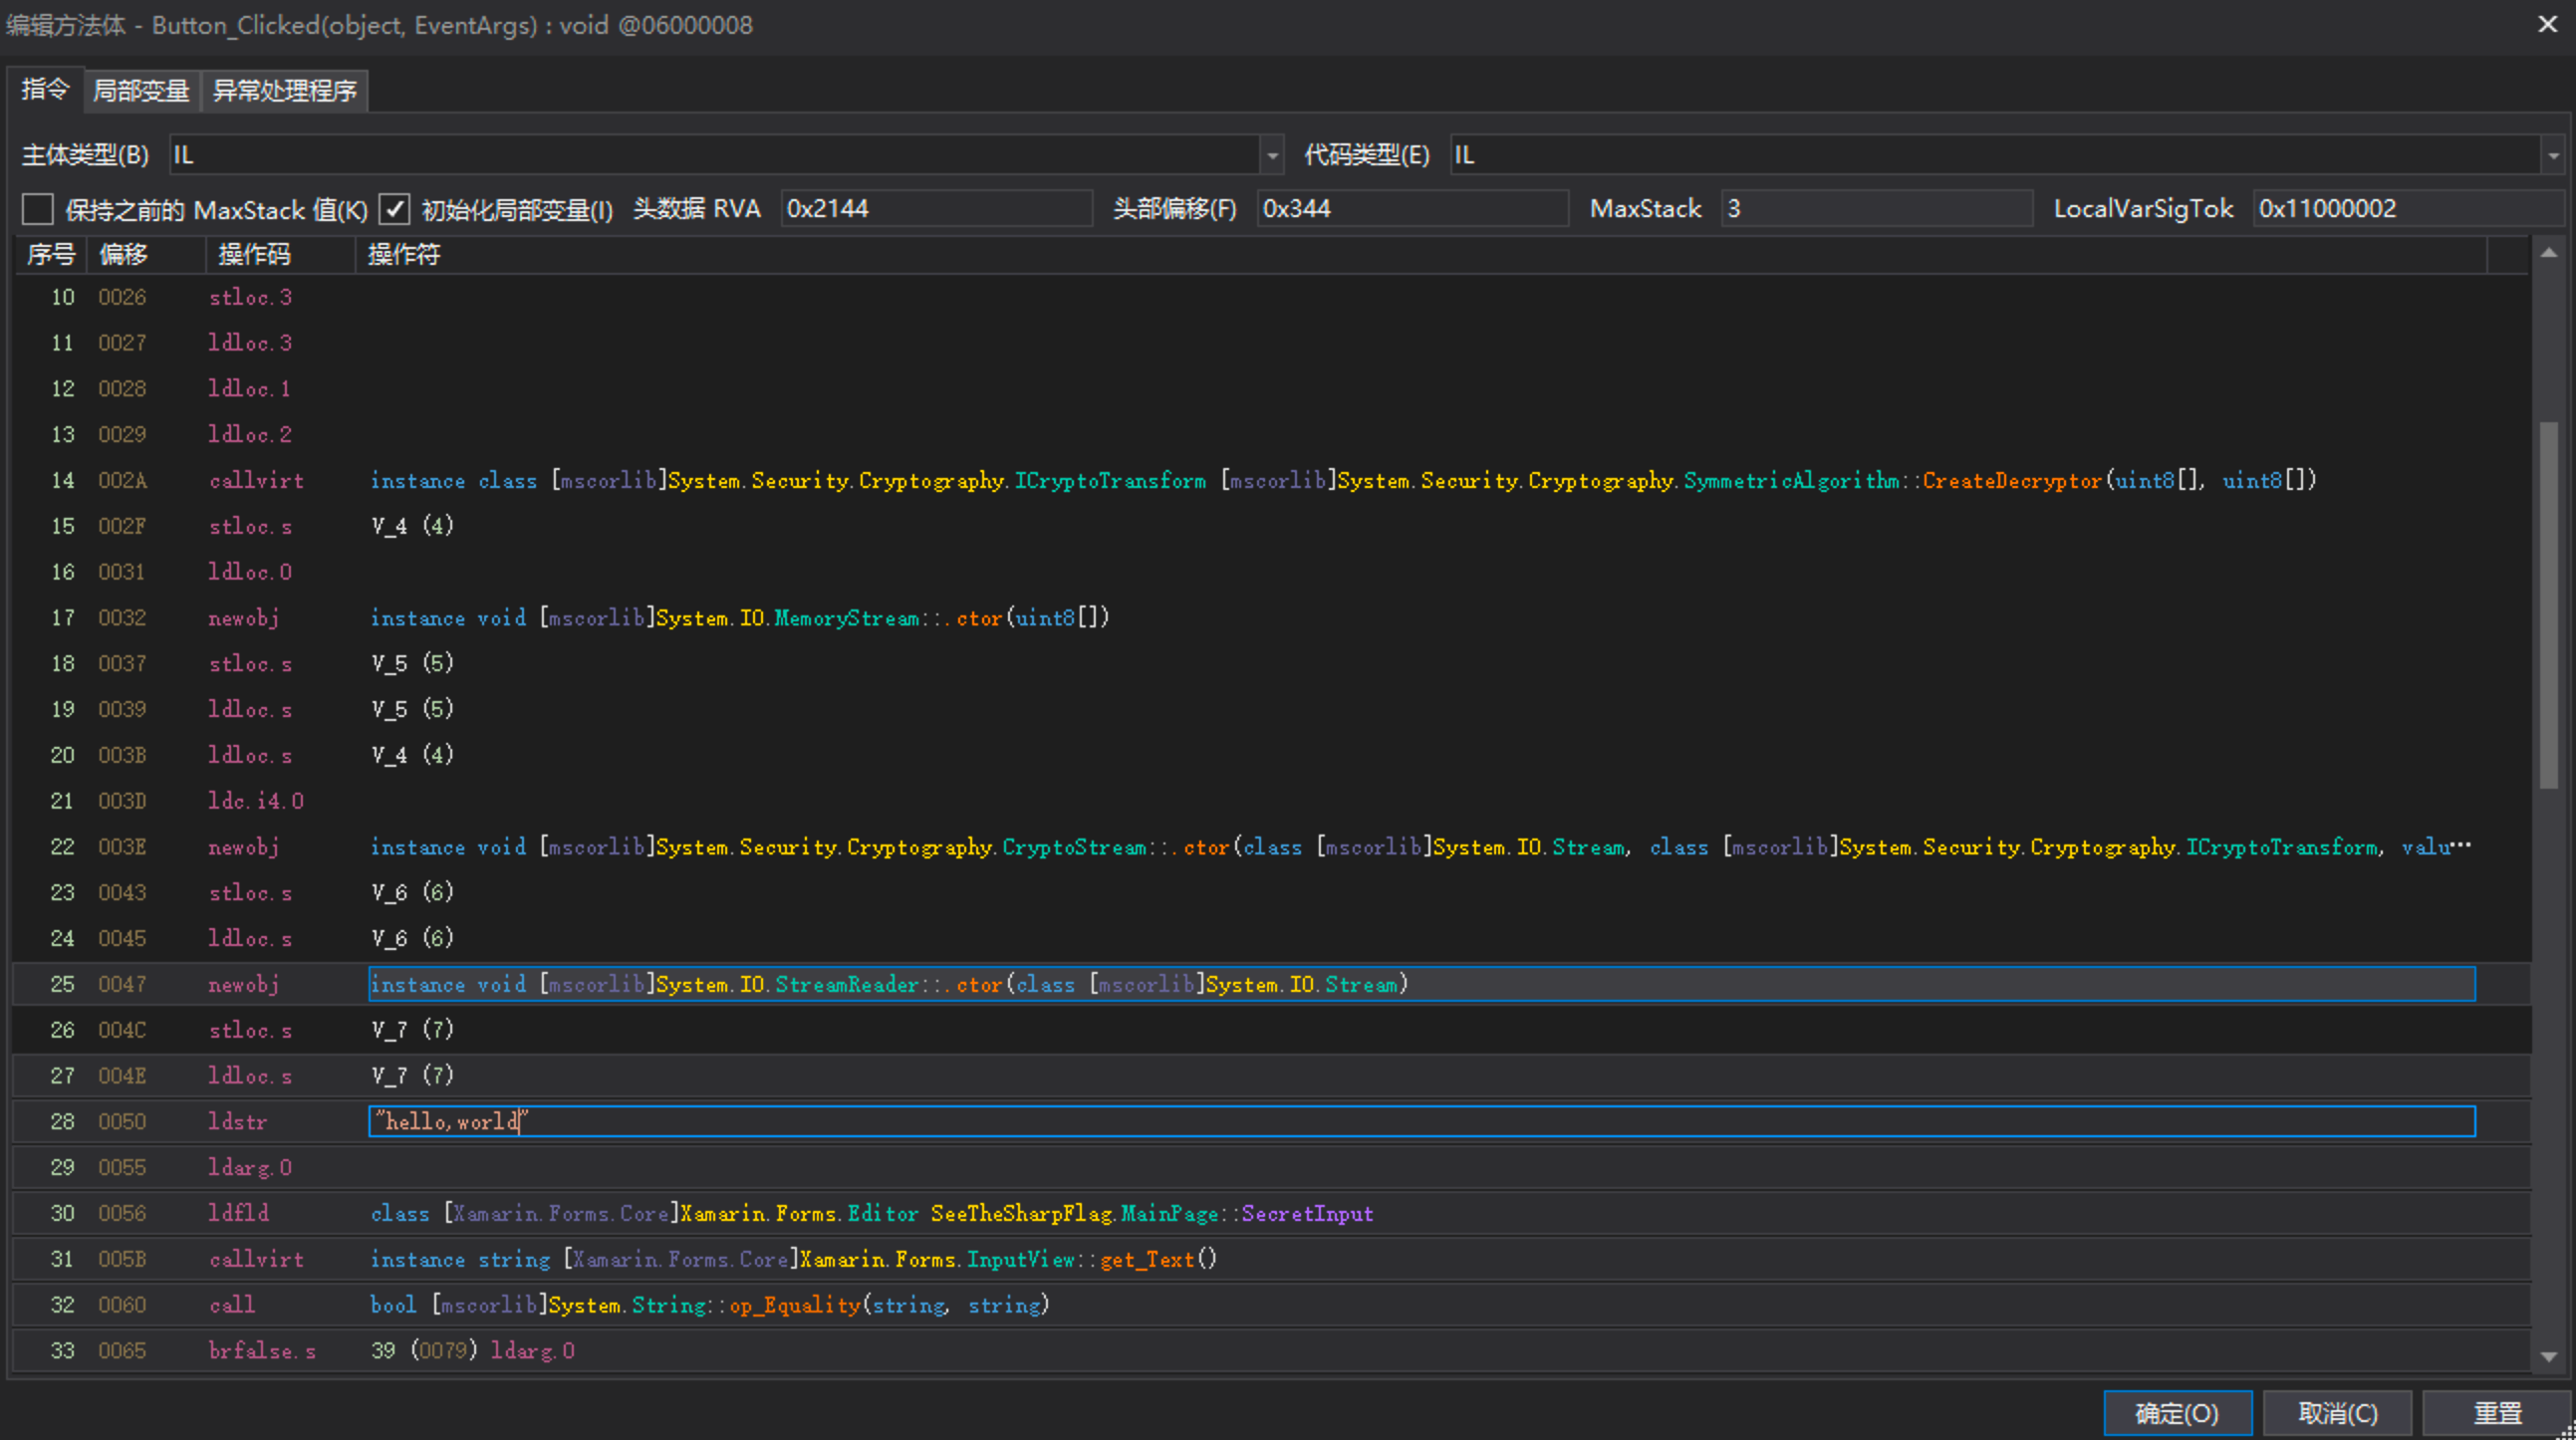 编辑方法体 - Button_Clicked(object, EventArgs) : void @06000008
指令 局部变量 异常处理程序
主体类型(B) IL 代码类型(E) IL
保持之前的 MaxStack 值(K) 初始化局部变量(I) 头数据 RVA 0x2144 头部偏移(F) 0x344 MaxStack 3 LocalVarSigTok 0x11000002
序号 偏移 操作码 操作符
10 0026 stloc.3
11 0027 ldloc.3
12 0028 ldloc.1
13 0029 ldloc.2
14 002A callvirt instance class [mscorlib]System.Security.Cryptography.ICryptoTransform [mscorlib]System.Security.Cryptography.SymmetricAlgorithm::CreateDecryptor(uint8[], uint8[])
15 002F stloc.s V_4 (4)
16 0031 ldloc.0
17 0032 newobj instance void [mscorlib]System.IO.MemoryStream::.ctor(uint8[])
18 0037 stloc.s V_5 (5)
19 0039 ldloc.s V_5 (5)
20 003B ldloc.s V_4 (4)
21 003D ldc.i4.0
22 003E newobj instance void [mscorlib]System.Security.Cryptography.CryptoStream::.ctor(class [mscorlib]System.IO.Stream, class [mscorlib]System.Security.Cryptography.ICryptoTransform, valu…
23 0043 stloc.s V_6 (6)
24 0045 ldloc.s V_6 (6)
25 0047 newobj instance void [mscorlib]System.IO.StreamReader::.ctor(class [mscorlib]System.IO.Stream)
26 004C stloc.s V_7 (7)
27 004E ldloc.s V_7 (7)
28 0050 ldstr "hello,world"
29 0055 ldarg.0
30 0056 ldfld class [Xamarin.Forms.Core]Xamarin.Forms.Editor SeeTheSharpFlag.MainPage::SecretInput
31 005B callvirt instance string [Xamarin.Forms.Core]Xamarin.Forms.InputView::get_Text()
32 0060 call bool [mscorlib]System.String::op_Equality(string, string)
33 0065 brfalse.s 39 (0079) ldarg.0
确定(O) 取消(C) 重置